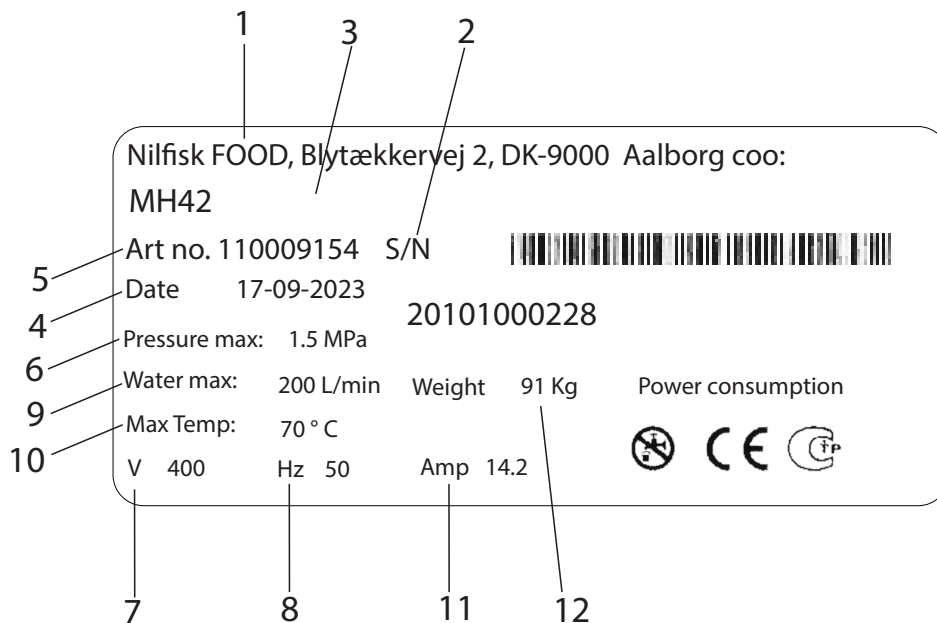 1
3
2
Nilfisk FOOD, Blytækkervej 2, DK-9000 Aalborg coo:
MH42
5
Art no. 110009154 S/N
4
Date 17-09-2023
20101000228
6
Pressure max: 1.5 MPa
9
Water max: 200 L/min Weight 91 Kg Power consumption
10
Max Temp: 70 ° C
CE
C TP
V 400 Hz 50 Amp 14.2
7
8
11
12